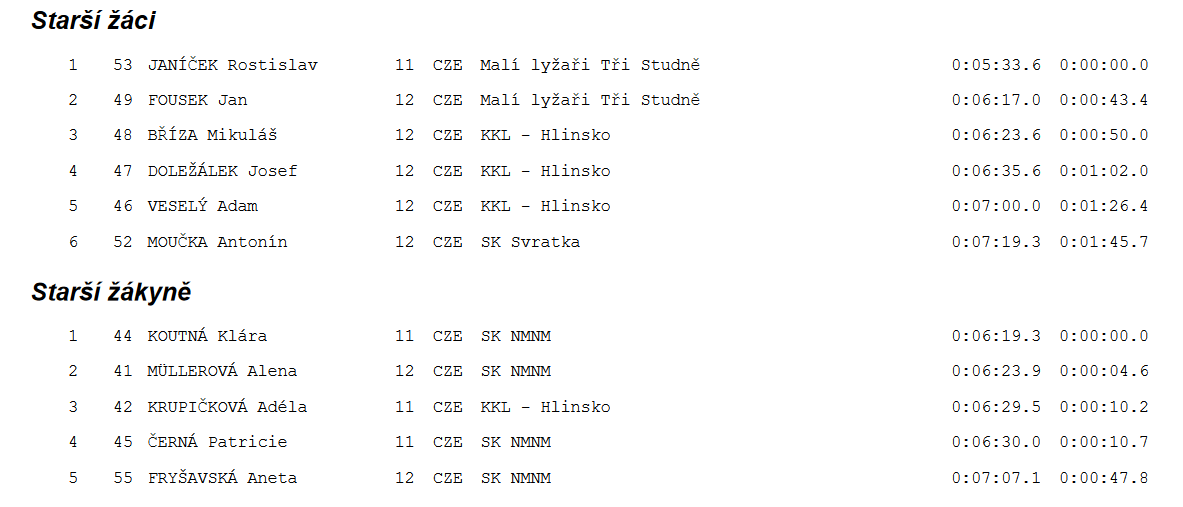 Starší žáci
1 53 JANÍČEK Rostislav 11 CZE Malí lyžaři Tři Studně 0:05:33.6 0:00:00.0
2 49 FOUSEK Jan 12 CZE Malí lyžaři Tři Studně 0:06:17.0 0:00:43.4
3 48 BŘÍZA Mikuláš 12 CZE KKL - Hlinsko 0:06:23.6 0:00:50.0
4 47 DOLEŽÁLEK Josef 12 CZE KKL - Hlinsko 0:06:35.6 0:01:02.0
5 46 VESELÝ Adam 12 CZE KKL - Hlinsko 0:07:00.0 0:01:26.4
6 52 MOUČKA Antonín 12 CZE SK Svratka 0:07:19.3 0:01:45.7
Starší žákyně
1 44 KOUTNÁ Klára 11 CZE SK NMNM 0:06:19.3 0:00:00.0
2 41 MÜLLEROVÁ Alena 12 CZE SK NMNM 0:06:23.9 0:00:04.6
3 42 KRUPIČKOVÁ Adéla 11 CZE KKL - Hlinsko 0:06:29.5 0:00:10.2
4 45 ČERNÁ Patricie 11 CZE SK NMNM 0:06:30.0 0:00:10.7
5 55 FRYŠAVSKÁ Aneta 12 CZE SK NMNM 0:07:07.1 0:00:47.8